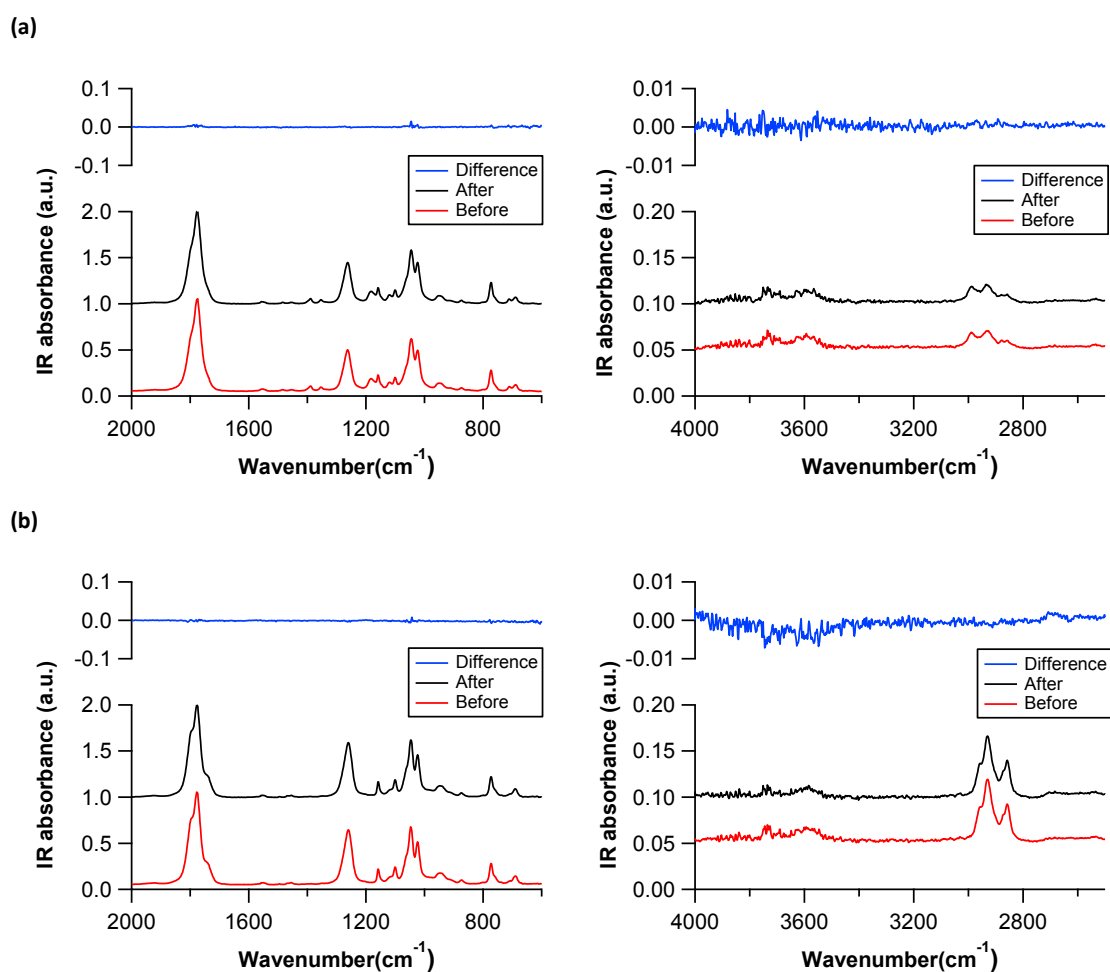 (a)
0.1
0.0
-0.1
Difference
After
Before
2.0
1.5
1.0
0.5
0.0
IR absorbance (a.u.)
2000 1600 1200 800
Wavenumber(cm⁻¹)
0.01
0.00
-0.01
Difference
After
Before
0.20
0.15
0.10
0.05
0.00
IR absorbance (a.u.)
4000 3600 3200 2800
Wavenumber(cm⁻¹)
(b)
0.1
0.0
-0.1
Difference
After
Before
2.0
1.5
1.0
0.5
0.0
IR absorbance (a.u.)
2000 1600 1200 800
Wavenumber(cm⁻¹)
0.01
0.00
-0.01
Difference
After
Before
0.20
0.15
0.10
0.05
0.00
IR absorbance (a.u.)
4000 3600 3200 2800
Wavenumber(cm⁻¹)